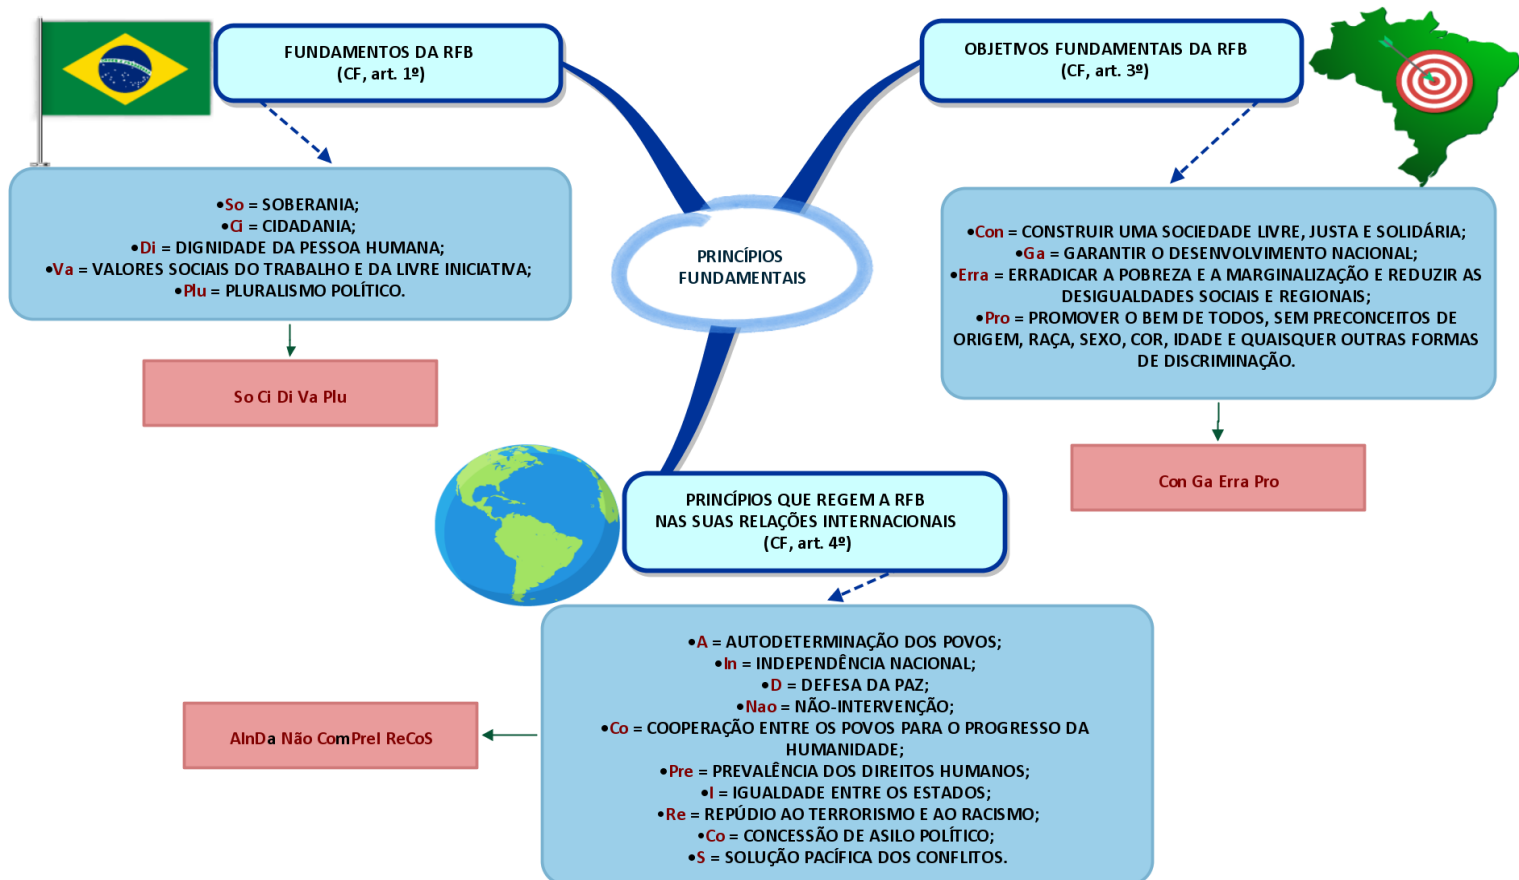 FUNDAMENTOS DA RFB
(CF, art. 1º)
•So = SOBERANIA;
•Ci = CIDADANIA;
•Di = DIGNIDADE DA PESSOA HUMANA;
•Va = VALORES SOCIAIS DO TRABALHO E DA LIVRE INICIATIVA;
•Plu = PLURALISMO POLÍTICO.
So Ci Di Va Plu
OBJETIVOS FUNDAMENTAIS DA RFB
(CF, art. 3º)
•Con = CONSTRUIR UMA SOCIEDADE LIVRE, JUSTA E SOLIDÁRIA;
•Ga = GARANTIR O DESENVOLVIMENTO NACIONAL;
•Erra = ERRADICAR A POBREZA E A MARGINALIZAÇÃO E REDUZIR AS
DESIGUALDADES SOCIAIS E REGIONAIS;
•Pro = PROMOVER O BEM DE TODOS, SEM PRECONCEITOS DE
ORIGEM, RAÇA, SEXO, COR, IDADE E QUAISQUER OUTRAS FORMAS
DE DISCRIMINAÇÃO.
Con Ga Erra Pro
PRINCÍPIOS
FUNDAMENTAIS
PRINCÍPIOS QUE REGEM A RFB
NAS SUAS RELAÇÕES INTERNACIONAIS
(CF, art. 4º)
•A = AUTODETERMINAÇÃO DOS POVOS;
•In = INDEPENDÊNCIA NACIONAL;
•D = DEFESA DA PAZ;
•Nao = NÃO-INTERVENÇÃO;
•Co = COOPERAÇÃO ENTRE OS POVOS PARA O PROGRESSO DA
HUMANIDADE;
•Pre = PREVALÊNCIA DOS DIREITOS HUMANOS;
•I = IGUALDADE ENTRE OS ESTADOS;
•Re = REPÚDIO AO TERRORISMO E AO RACISMO;
•Co = CONCESSÃO DE ASILO POLÍTICO;
•S = SOLUÇÃO PACÍFICA DOS CONFLITOS.
AInDa Não ComPreI ReCoS